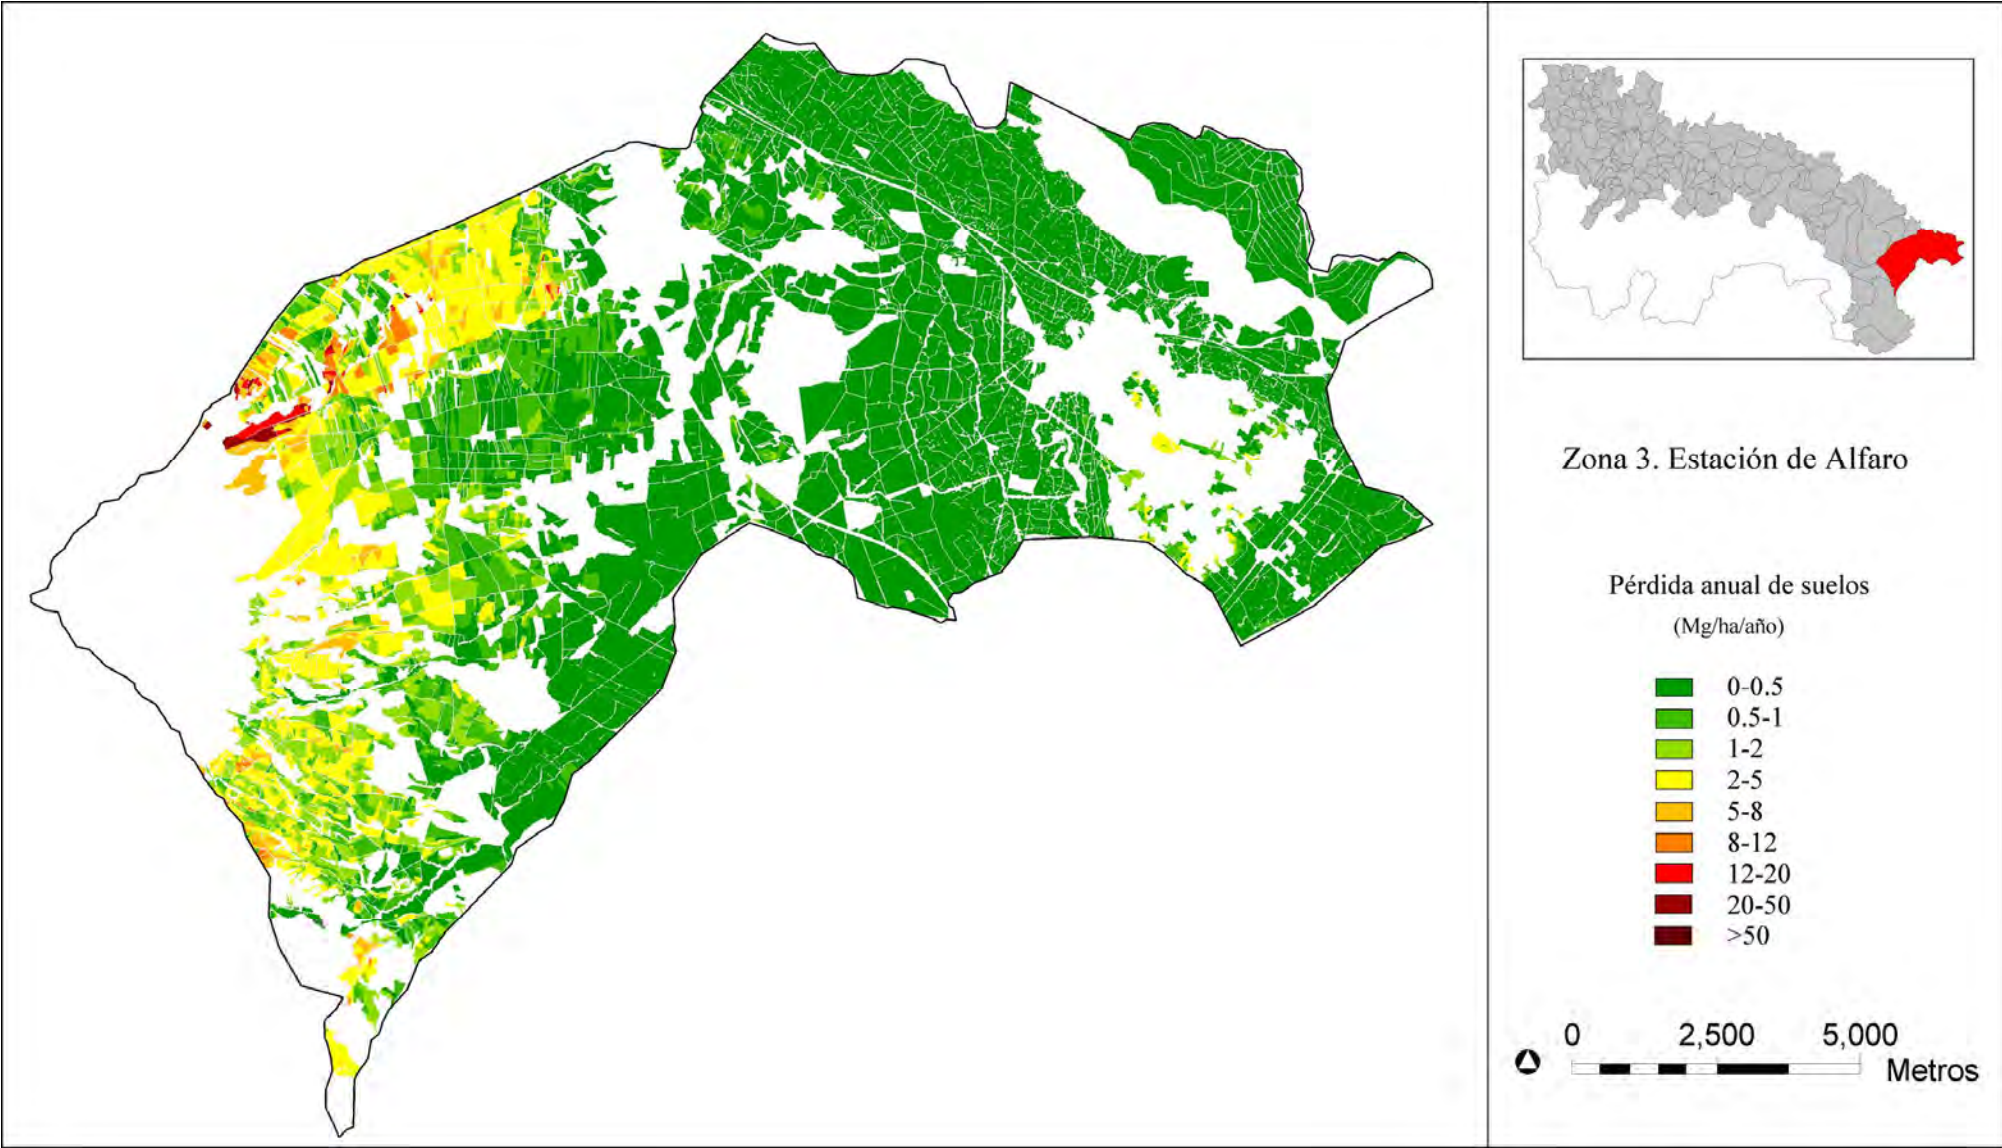 Zona 3. Estación de Alfaro
Pérdida anual de suelos
(Mg/ha/año)
0-0.5
0.5-1
1-2
2-5
5-8
8-12
12-20
20-50
>50
0 2,500 5,000
Metros